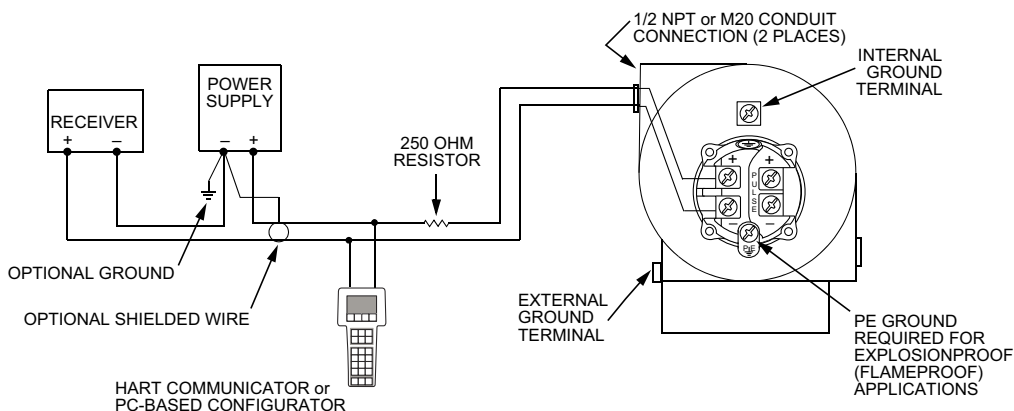 1/2 NPT or M20 CONDUIT
CONNECTION (2 PLACES)
INTERNAL
GROUND
TERMINAL
POWER
SUPPLY
– +
RECEIVER
+ –
250 OHM
RESISTOR
+ +
PULSE
– –
PE
OPTIONAL GROUND
OPTIONAL SHIELDED WIRE
EXTERNAL
GROUND
TERMINAL
PE GROUND
REQUIRED FOR
EXPLOSIONPROOF
(FLAMEPROOF)
APPLICATIONS
HART COMMUNICATOR or
PC-BASED CONFIGURATOR